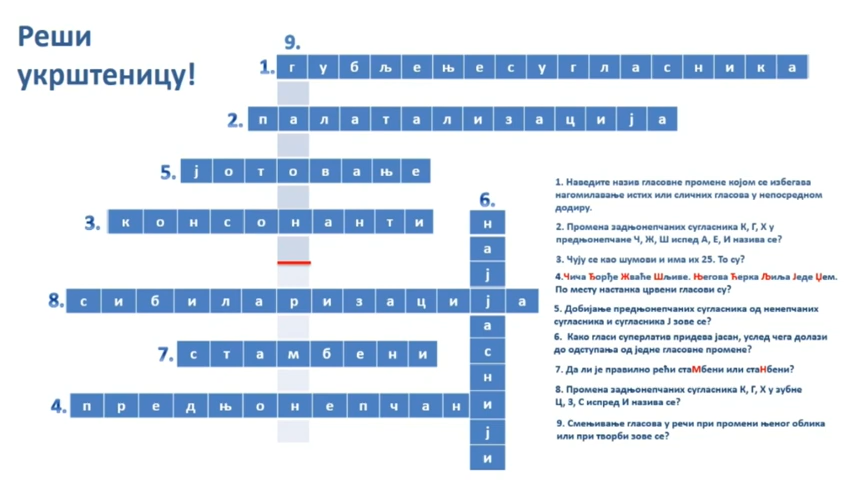 Реши
укрштеницу!
9.
1. г у б љ е њ е с у г л а с н и к а
2. п а л а т а л и з а ц и ј а
5. ј о т о в а њ е
6.
3. к о н с о н а н т и
н
а
ј
8. с и б и л а р и з а ц и ј а
а
7. с т а м б е н и
с
н
4. п р е д њ о н е п ч а н и
ј
и
1. Наведите назив гласовне промене којом се избегава
нагомилавање истих или сличних гласова у непосредном
додиру.
2. Промена задњонепчаних сугласника К, Г, Х у
предњонепчане Ч, Ж, Ш испед А, Е, И назива се?
3. Чују се као шумови и има их 25. То су?
4.Чича Ђорђе Жваће Шљиве. Његова Ћерка Љиља Једе Џем.
По месту настанка црвени гласови су?
5. Добијање предњонепчаних сугласника од ненепчаних
сугласника и сугласника Ј зове се?
6. Како гласи суперлатив придева јасан, услед чега долази
до одступања од једне гласовне промене?
7. Да ли је правилно рећи стаМбени или стаНбени?
8. Промена задњонепчаних сугласника К, Г, Х у зубне
Ц, З, С испред И назива се?
9. Смењивање гласова у речи при промени њеног облика
или при творби зове се?